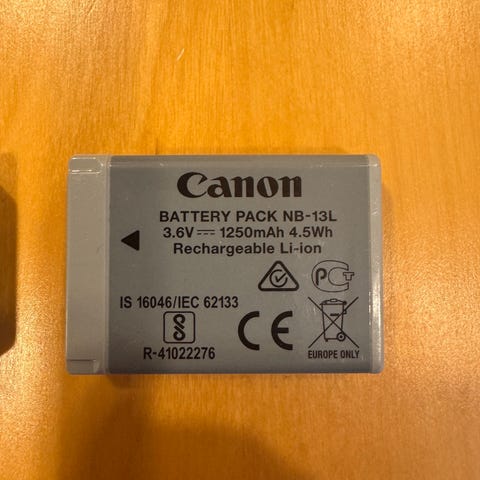 Canon
BATTERY PACK NB-13L
3.6V ⎓ 1250mAh 4.5Wh
Rechargeable Li-ion
IS 16046/IEC 62133
R-41022276
CE
EUROPE ONLY